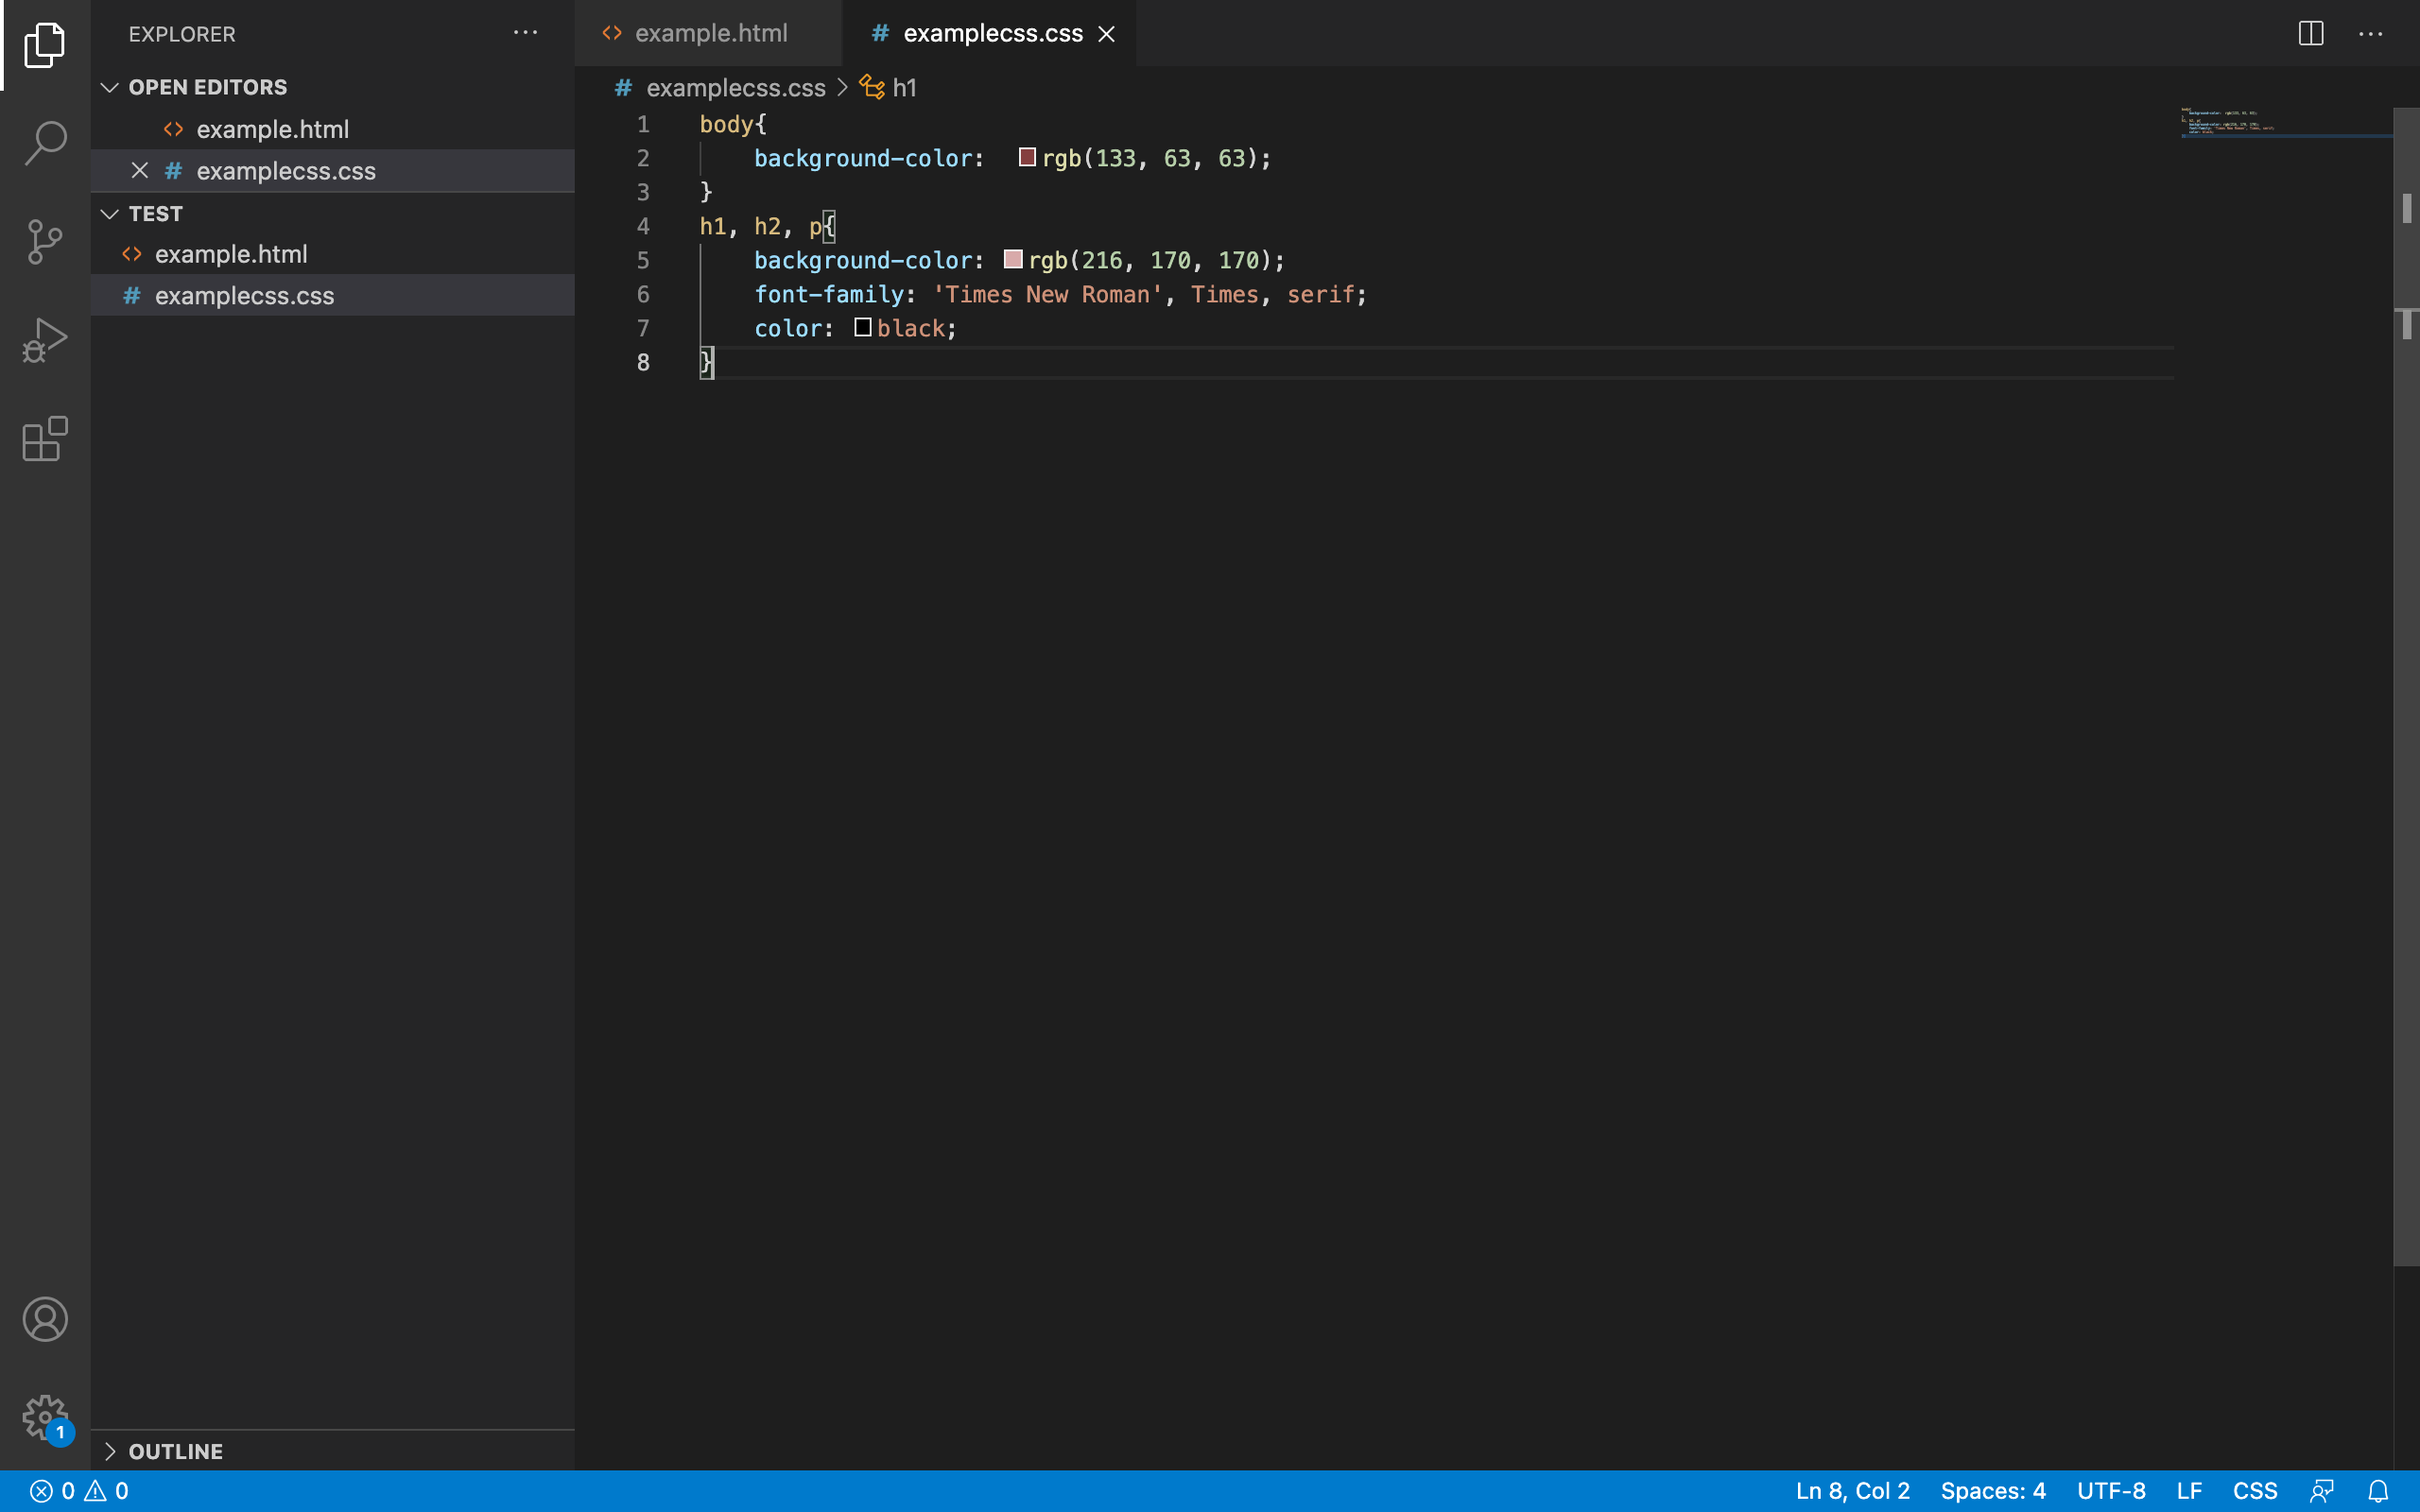 EXPLORER
OPEN EDITORS
example.html
examplecss.css
TEST
example.html
examplecss.css
OUTLINE
example.html
examplecss.css
examplecss.css > h1
1 body{
2 background-color: rgb(133, 63, 63);
3 }
4 h1, h2, p{
5 background-color: rgb(216, 170, 170);
6 font-family: 'Times New Roman', Times, serif;
7 color: black;
8 }
1
0 0 Ln 8, Col 2 Spaces: 4 UTF-8 LF CSS